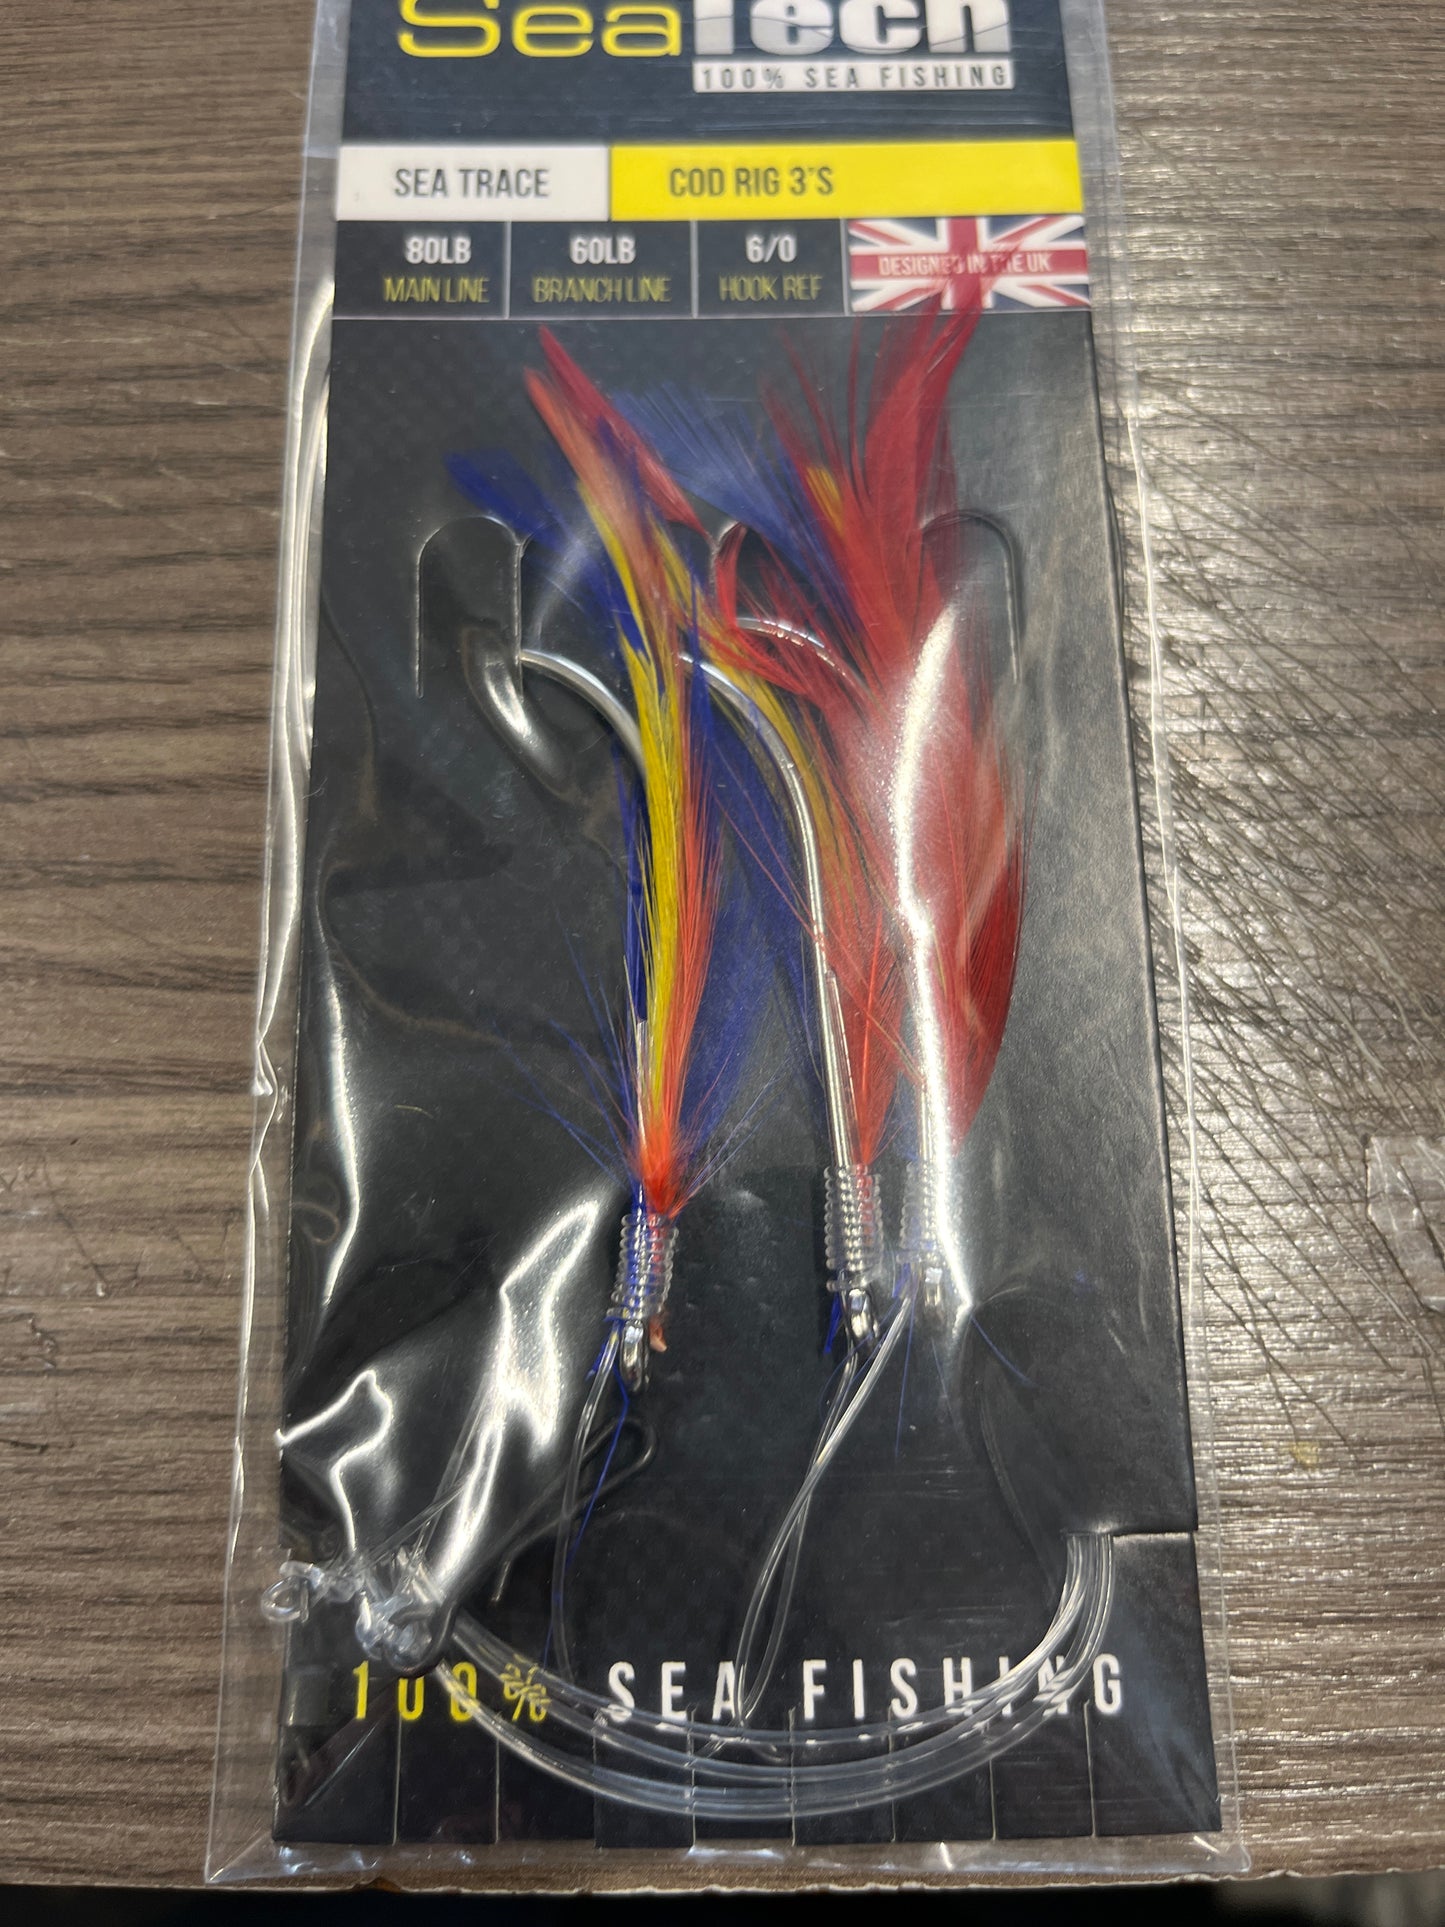 SeaTech
100% SEA FISHING
SEA TRACE COD RIG 3'S
80LB 60LB 6/0
MAIN LINE BRANCH LINE HOOK REF
DESIGNED IN THE UK
100% SEA FISHING